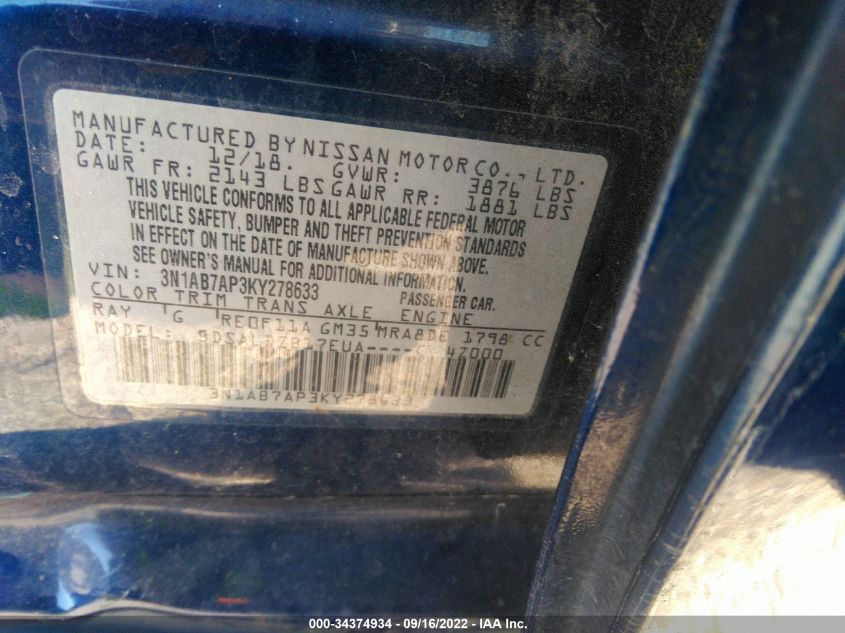 MANUFACTURED BY NISSAN MOTOR CO., LTD.
DATE: 12/18. GVWR: 3876 LBS
GAWR FR: 2143 LBS GAWR RR: 1881 LBS
THIS VEHICLE CONFORMS TO ALL APPLICABLE FEDERAL MOTOR
VEHICLE SAFETY, BUMPER AND THEFT PREVENTION STANDARDS
IN EFFECT ON THE DATE OF MANUFACTURE SHOWN ABOVE.
SEE OWNER'S MANUAL FOR ADDITIONAL INFORMATION.
VIN: 3N1AB7AP3KY278633 PASSENGER CAR.
COLOR TRIM TRANS AXLE ENGINE
RAY G RE0F11A GM35 MRA8DE 1798 CC
MODEL:
3N1AB7AP3KY278633
000-34374934 - 09/16/2022 - IAA Inc.